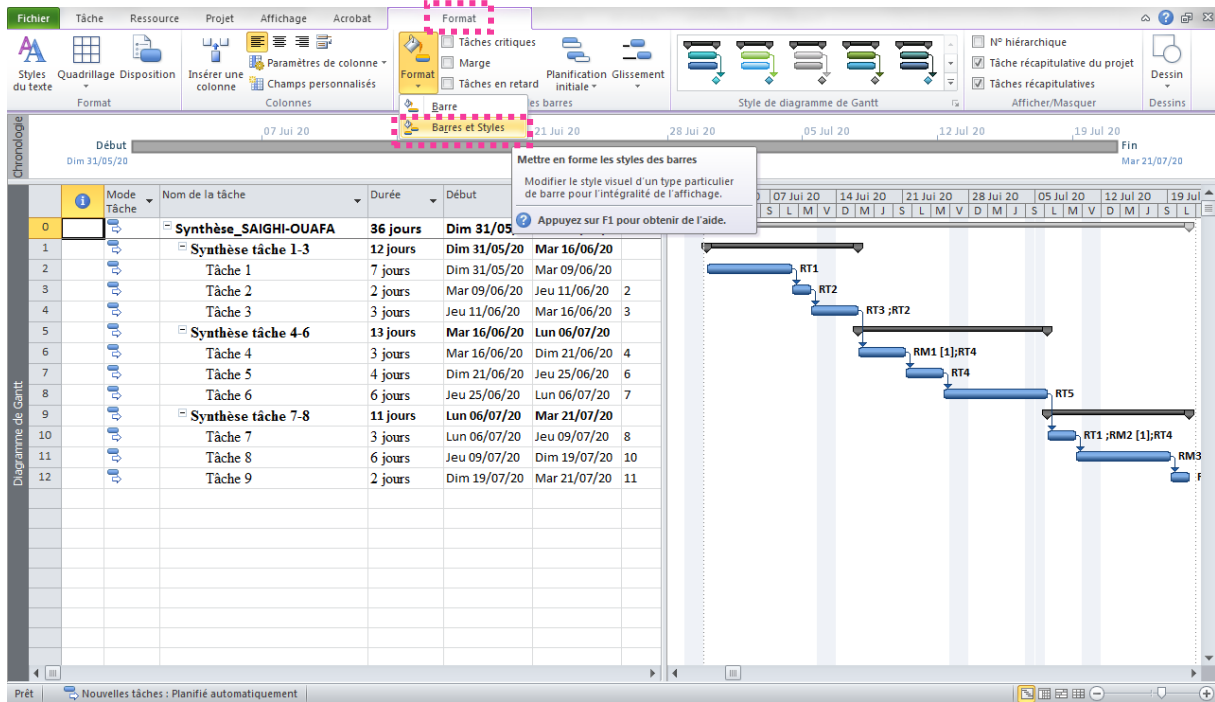 Fichier Tâche Ressource Projet Affichage Acrobat Format
Styles du texte
Quadrillage
Disposition
Format
Insérer une colonne
Paramètres de colonne
Champs personnalisés
Colonnes
Format
Tâches critiques
Marge
Tâches en retard
Planification initiale
Glissement
es barres
Style de diagramme de Gantt
N° hiérarchique
Tâche récapitulative du projet
Tâches récapitulatives
Afficher/Masquer
Dessin
Dessins
Barre
Barres et Styles
Mettre en forme les styles des barres
Modifier le style visuel d'un type particulier
de barre pour l'intégralité de l'affichage.
Appuyez sur F1 pour obtenir de l'aide.
Chronologie
07 Jui 20 21 Jui 20 28 Jui 20 05 Jul 20 12 Jul 20 19 Jul 20
Début
Dim 31/05/20
Fin
Mar 21/07/20
Mode Tâche Nom de la tâche Durée Début
07 Jui 20 14 Jui 20 21 Jui 20 28 Jui 20 05 Jul 20 12 Jul 20 19 Jul
S L M V D M J S L M V D M J S L M V D M J S L
0 Synthèse_SAIGHI-OUAFA 36 jours Dim 31/05
1 Synthèse tâche 1-3 12 jours Dim 31/05/20 Mar 16/06/20
2 Tâche 1 7 jours Dim 31/05/20 Mar 09/06/20 RT1
3 Tâche 2 2 jours Mar 09/06/20 Jeu 11/06/20 2 RT2
4 Tâche 3 3 jours Jeu 11/06/20 Mar 16/06/20 3 RT3 ;RT2
5 Synthèse tâche 4-6 13 jours Mar 16/06/20 Lun 06/07/20
6 Tâche 4 3 jours Mar 16/06/20 Dim 21/06/20 4 RM1 [1];RT4
7 Tâche 5 4 jours Dim 21/06/20 Jeu 25/06/20 6 RT4
8 Tâche 6 6 jours Jeu 25/06/20 Lun 06/07/20 7 RT5
9 Synthèse tâche 7-8 11 jours Lun 06/07/20 Mar 21/07/20
10 Tâche 7 3 jours Lun 06/07/20 Jeu 09/07/20 8 RT1 ;RM2 [1];RT4
11 Tâche 8 6 jours Jeu 09/07/20 Dim 19/07/20 10 RM3
12 Tâche 9 2 jours Dim 19/07/20 Mar 21/07/20 11
Diagramme de Gantt
Prêt Nouvelles tâches : Planifié automatiquement